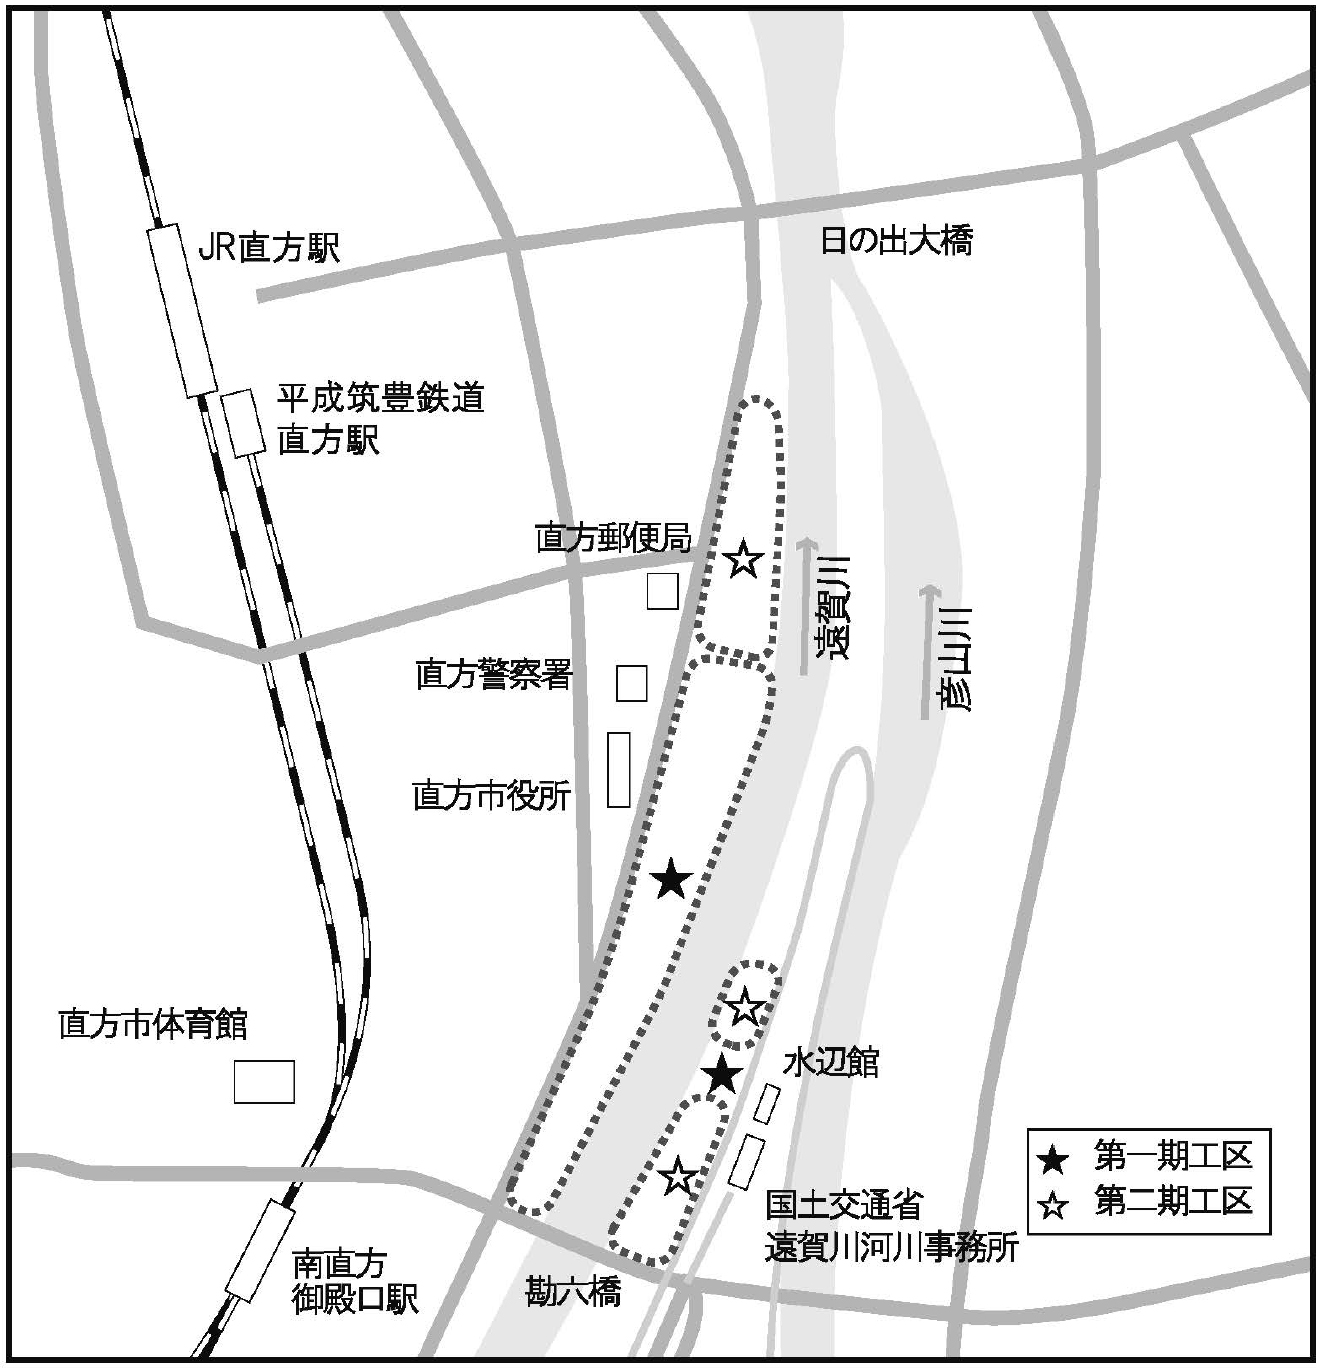 JR直方駅
日の出大橋
平成筑豊鉄道
直方駅
直方郵便局
遠賀川
彦山川
直方警察署
直方市役所
直方市体育館
水辺館
★ 第一期工区
☆ 第二期工区
国土交通省
遠賀川河川事務所
南直方
御殿口駅
勘六橋